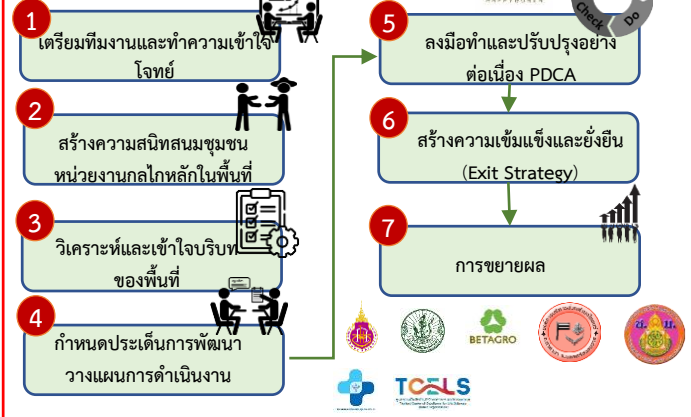 1
เตรียมทีมงานและทำความเข้าใจ
โจทย์
2
สร้างความสนิทสนมชุมชน
หน่วยงานกลไกหลักในพื้นที่
3
วิเคราะห์และเข้าใจบริบท
ของพื้นที่
4
กำหนดประเด็นการพัฒนา
วางแผนการดำเนินงาน
Check
Do
5
ลงมือทำและปรับปรุงอย่าง
ต่อเนื่อง PDCA
6
สร้างความเข้มแข็งและยั่งยืน
(Exit Strategy)
7
การขยายผล
BETAGRO
ช. ม.
TCELS